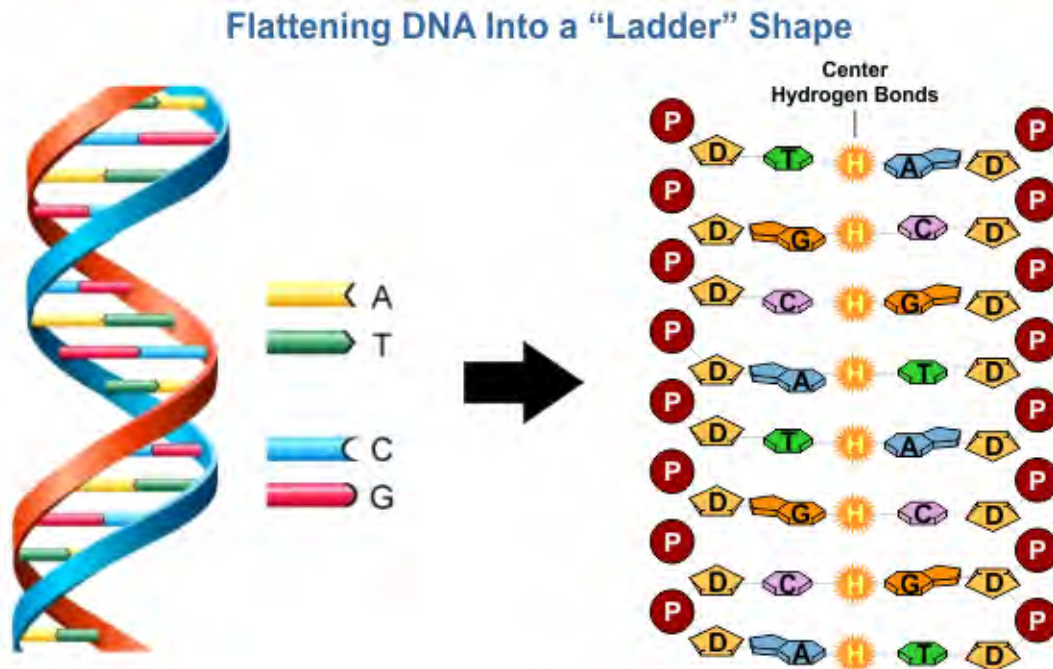 Flattening DNA Into a “Ladder” Shape
Center
Hydrogen Bonds
A
T
C
G
P P
D T H A D
P P
D G H C D
P P
D C H G D
P P
D A H T D
P P
D T H A D
P P
D G H C D
P P
D C H G D
P P
D A H T D